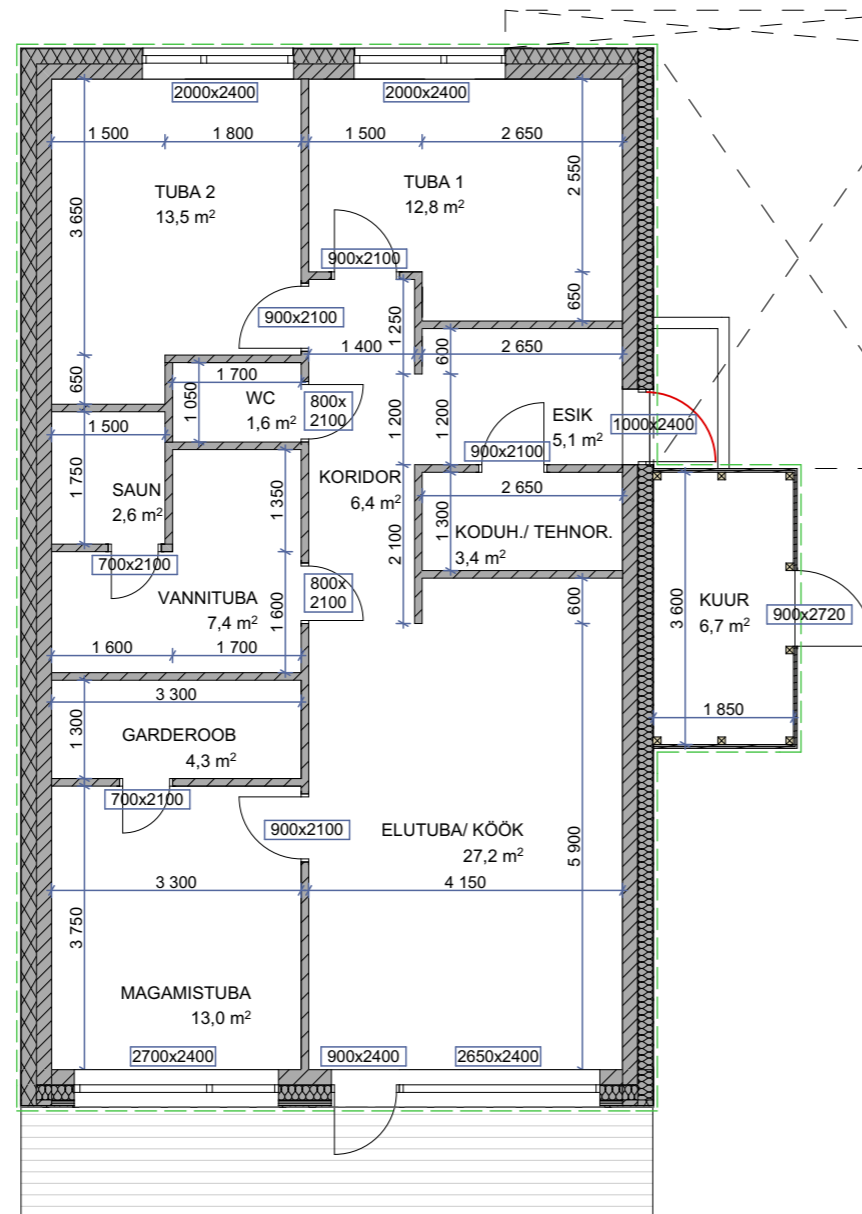 2000x2400
2000x2400
1 500
1 800
1 500
2 650
TUBA 2
13,5 m²
TUBA 1
12,8 m²
2 550
3 650
900x2100
650
900x2100
1 250
1 400
600
2 650
650
1 700
WC
1,6 m²
1 050
800x
2100
1 200
1 200
ESIK
5,1 m²
1000x2400
1 500
900x2100
KORIDOR
6,4 m²
1 750
SAUN
2,6 m²
1 350
2 650
1 300
KODUH./ TEHNOR.
3,4 m²
2 100
700x2100
800x
2100
VANNITUBA
7,4 m²
1 600
600
3 600
KUUR
6,7 m²
900x2720
1 600
1 700
3 300
1 850
1 300
GARDEROOB
4,3 m²
700x2100
900x2100
ELUTUBA/ KÖÖK
27,2 m²
5 900
3 300
4 150
3 750
MAGAMISTUBA
13,0 m²
2700x2400
900x2400
2650x2400